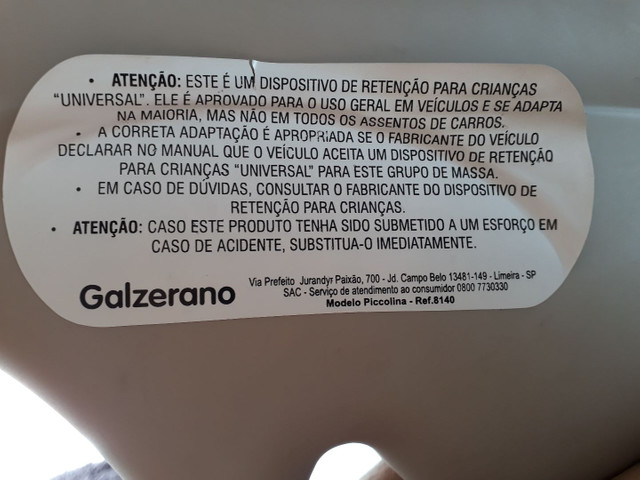 • ATENÇÃO: ESTE É UM DISPOSITIVO DE RETENÇÃO PARA CRIANÇAS
“UNIVERSAL”. ELE É APROVADO PARA O USO GERAL EM VEÍCULOS E SE ADAPTA
NA MAIORIA, MAS NÃO EM TODOS OS ASSENTOS DE CARROS.
• A CORRETA ADAPTAÇÃO É APROPRIADA SE O FABRICANTE DO VEÍCULO
DECLARAR NO MANUAL QUE O VEÍCULO ACEITA UM DISPOSITIVO DE RETENÇÃO
PARA CRIANÇAS “UNIVERSAL” PARA ESTE GRUPO DE MASSA.
• EM CASO DE DÚVIDAS, CONSULTAR O FABRICANTE DO DISPOSITIVO DE
RETENÇÃO PARA CRIANÇAS.
• ATENÇÃO: CASO ESTE PRODUTO TENHA SIDO SUBMETIDO A UM ESFORÇO EM
CASO DE ACIDENTE, SUBSTITUA-O IMEDIATAMENTE.
Galzerano
Via Prefeito Jurandyr Paixão, 700 - Jd. Campo Belo 13481-149 - Limeira - SP
SAC - Serviço de atendimento ao consumidor 0800 7730330
Modelo Piccolina - Ref.8140